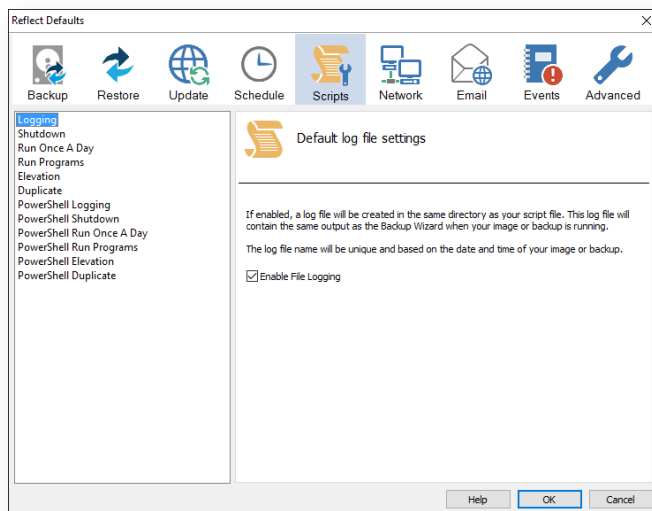 Reflect Defaults
Backup Restore Update Schedule Scripts Network Email Events Advanced
Logging
Shutdown
Run Once A Day
Run Programs
Elevation
Duplicate
PowerShell Logging
PowerShell Shutdown
PowerShell Run Once A Day
PowerShell Run Programs
PowerShell Elevation
PowerShell Duplicate
Default log file settings
If enabled, a log file will be created in the same directory as your script file. This log file will
contain the same output as the Backup Wizard when your image or backup is running.
The log file name will be unique and based on the date and time of your image or backup.
Enable File Logging
Help OK Cancel